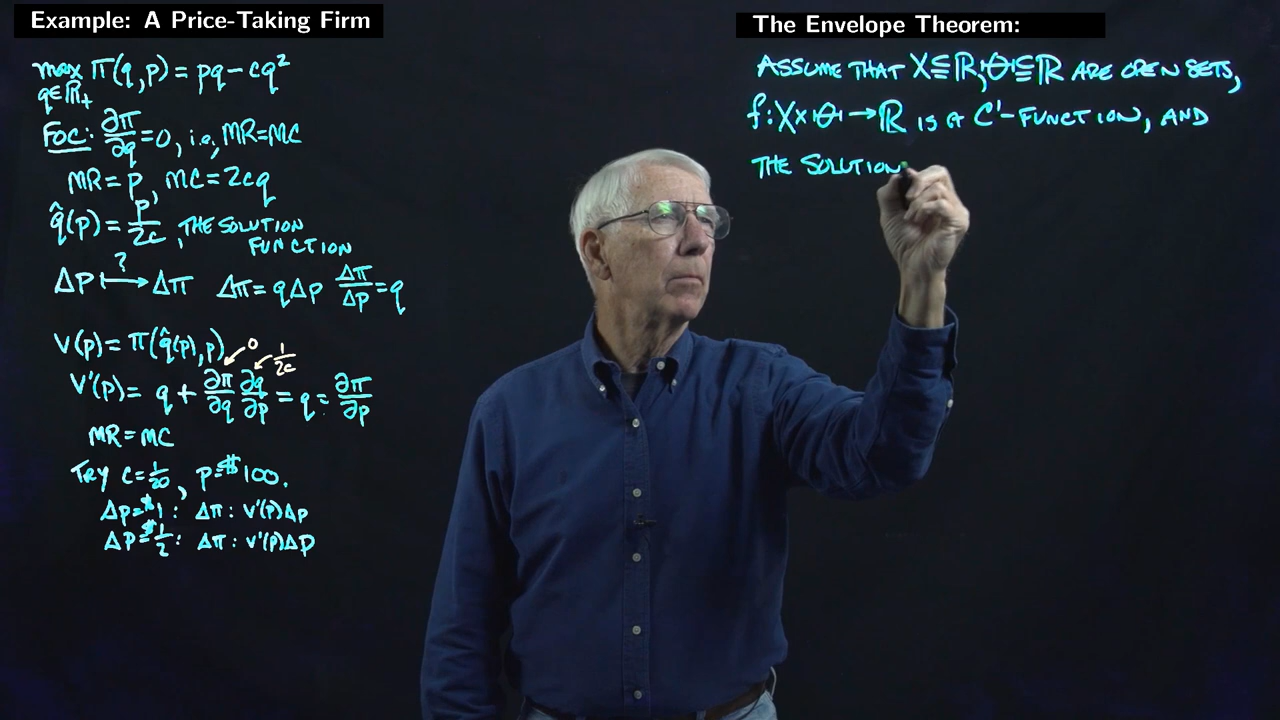 Example: A Price-Taking Firm
max π(q,p) = pq − cq²
q∈ℝ₊
FOC: ∂π/∂q = 0, i.e., MR=MC
MR = p, MC = 2cq
q̂(p) = p/2c, THE SOLUTION
FUNCTION
Δp ⟼? Δπ Δπ = qΔp Δπ/Δp = q
V(p) = π(q̂(p), p) 0 1/2c
V'(p) = q + ∂π/∂q ∂q/∂p = q = ∂π/∂p
MR = MC
TRY c = 1/20, p = $100.
Δp = $1 : Δπ : V'(p)Δp
Δp = $1/2 : Δπ : V'(p)Δp
The Envelope Theorem:
ASSUME THAT X⊆ℝ, Θ⊆ℝ ARE OPEN SETS,
f: X×Θ → ℝ IS A C¹-FUNCTION, AND
THE SOLUTION